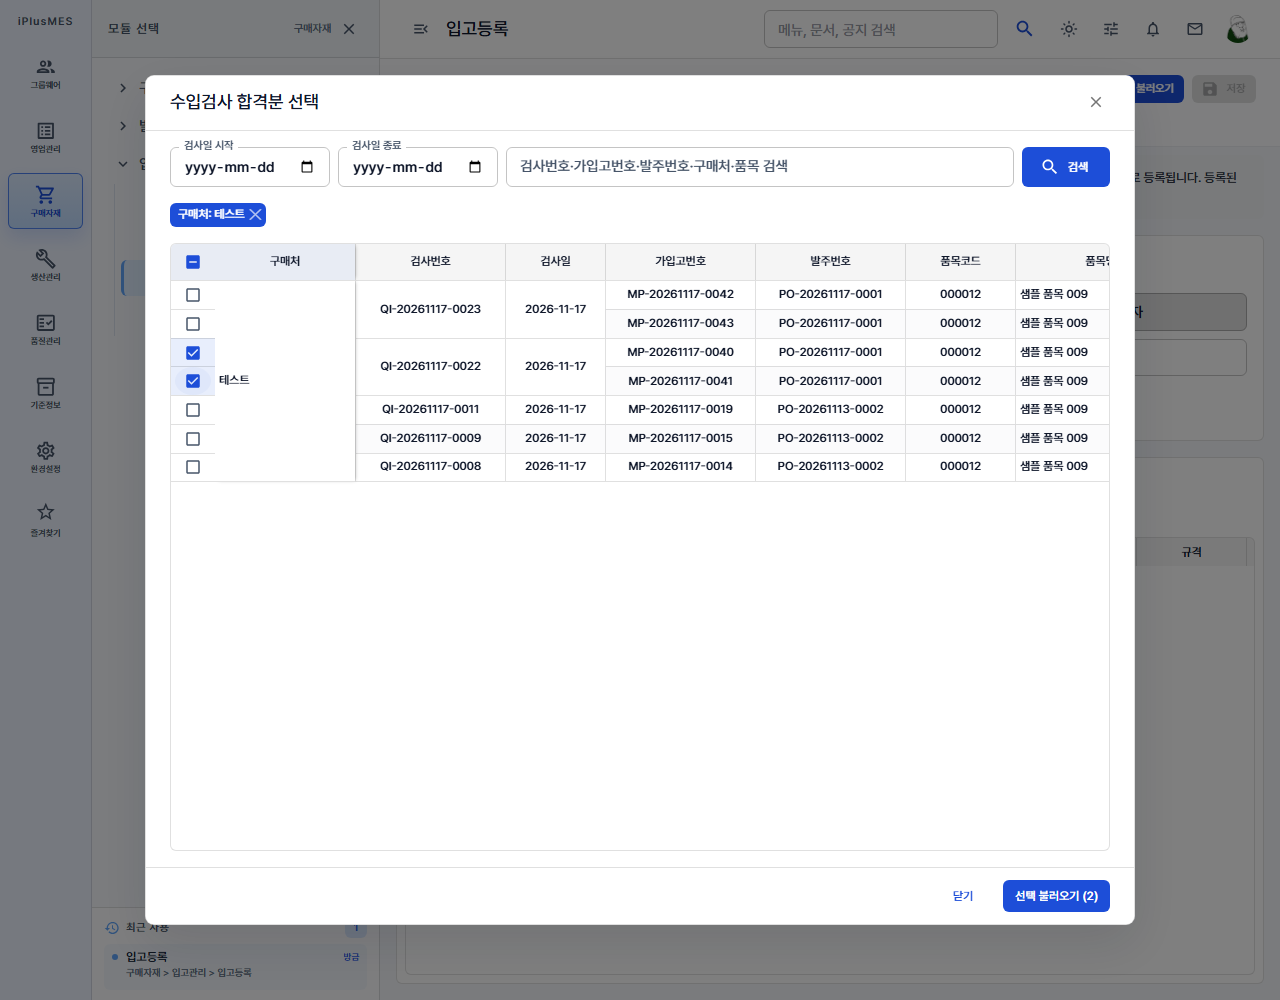 iPlusMES
모듈 선택
구매자재
입고등록
메뉴, 문서, 공지 검색
그룹웨어
영업관리
구매자재
생산관리
품질관리
기준정보
환경설정
즐겨찾기
불러오기
저장
로 등록됩니다. 등록된
자
규격
수입검사 합격분 선택
검사일 시작
yyyy-mm-dd
검사일 종료
yyyy-mm-dd
검사번호·가입고번호·발주번호·구매처·품목 검색
검색
구매처: 테스트
구매처 검사번호 검사일 가입고번호 발주번호 품목코드 품목명
QI-20261117-0023 2026-11-17 MP-20261117-0042 PO-20261117-0001 000012 샘플 품목 009
MP-20261117-0043 PO-20261117-0001 000012 샘플 품목 009
QI-20261117-0022 2026-11-17 MP-20261117-0040 PO-20261117-0001 000012 샘플 품목 009
테스트 MP-20261117-0041 PO-20261117-0001 000012 샘플 품목 009
QI-20261117-0011 2026-11-17 MP-20261117-0019 PO-20261113-0002 000012 샘플 품목 009
QI-20261117-0009 2026-11-17 MP-20261117-0015 PO-20261113-0002 000012 샘플 품목 009
QI-20261117-0008 2026-11-17 MP-20261117-0014 PO-20261113-0002 000012 샘플 품목 009
닫기
선택 불러오기 (2)
최근 사용
1
입고등록
방금
구매자재 > 입고관리 > 입고등록